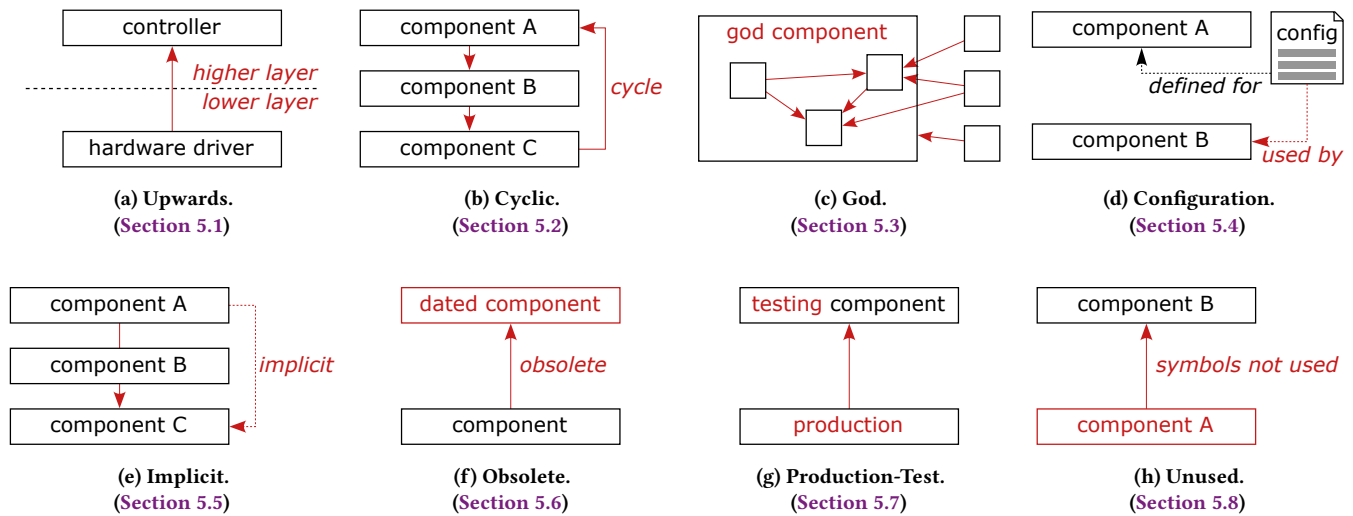 controller
higher layer
lower layer
hardware driver
(a) Upwards.
(Section 5.1)
component A
component B
cycle
component C
(b) Cyclic.
(Section 5.2)
god component
(c) God.
(Section 5.3)
component A
config
defined for
component B
used by
(d) Configuration.
(Section 5.4)
component A
component B
implicit
component C
(e) Implicit.
(Section 5.5)
dated component
obsolete
component
(f) Obsolete.
(Section 5.6)
testing component
production
(g) Production-Test.
(Section 5.7)
component B
symbols not used
component A
(h) Unused.
(Section 5.8)